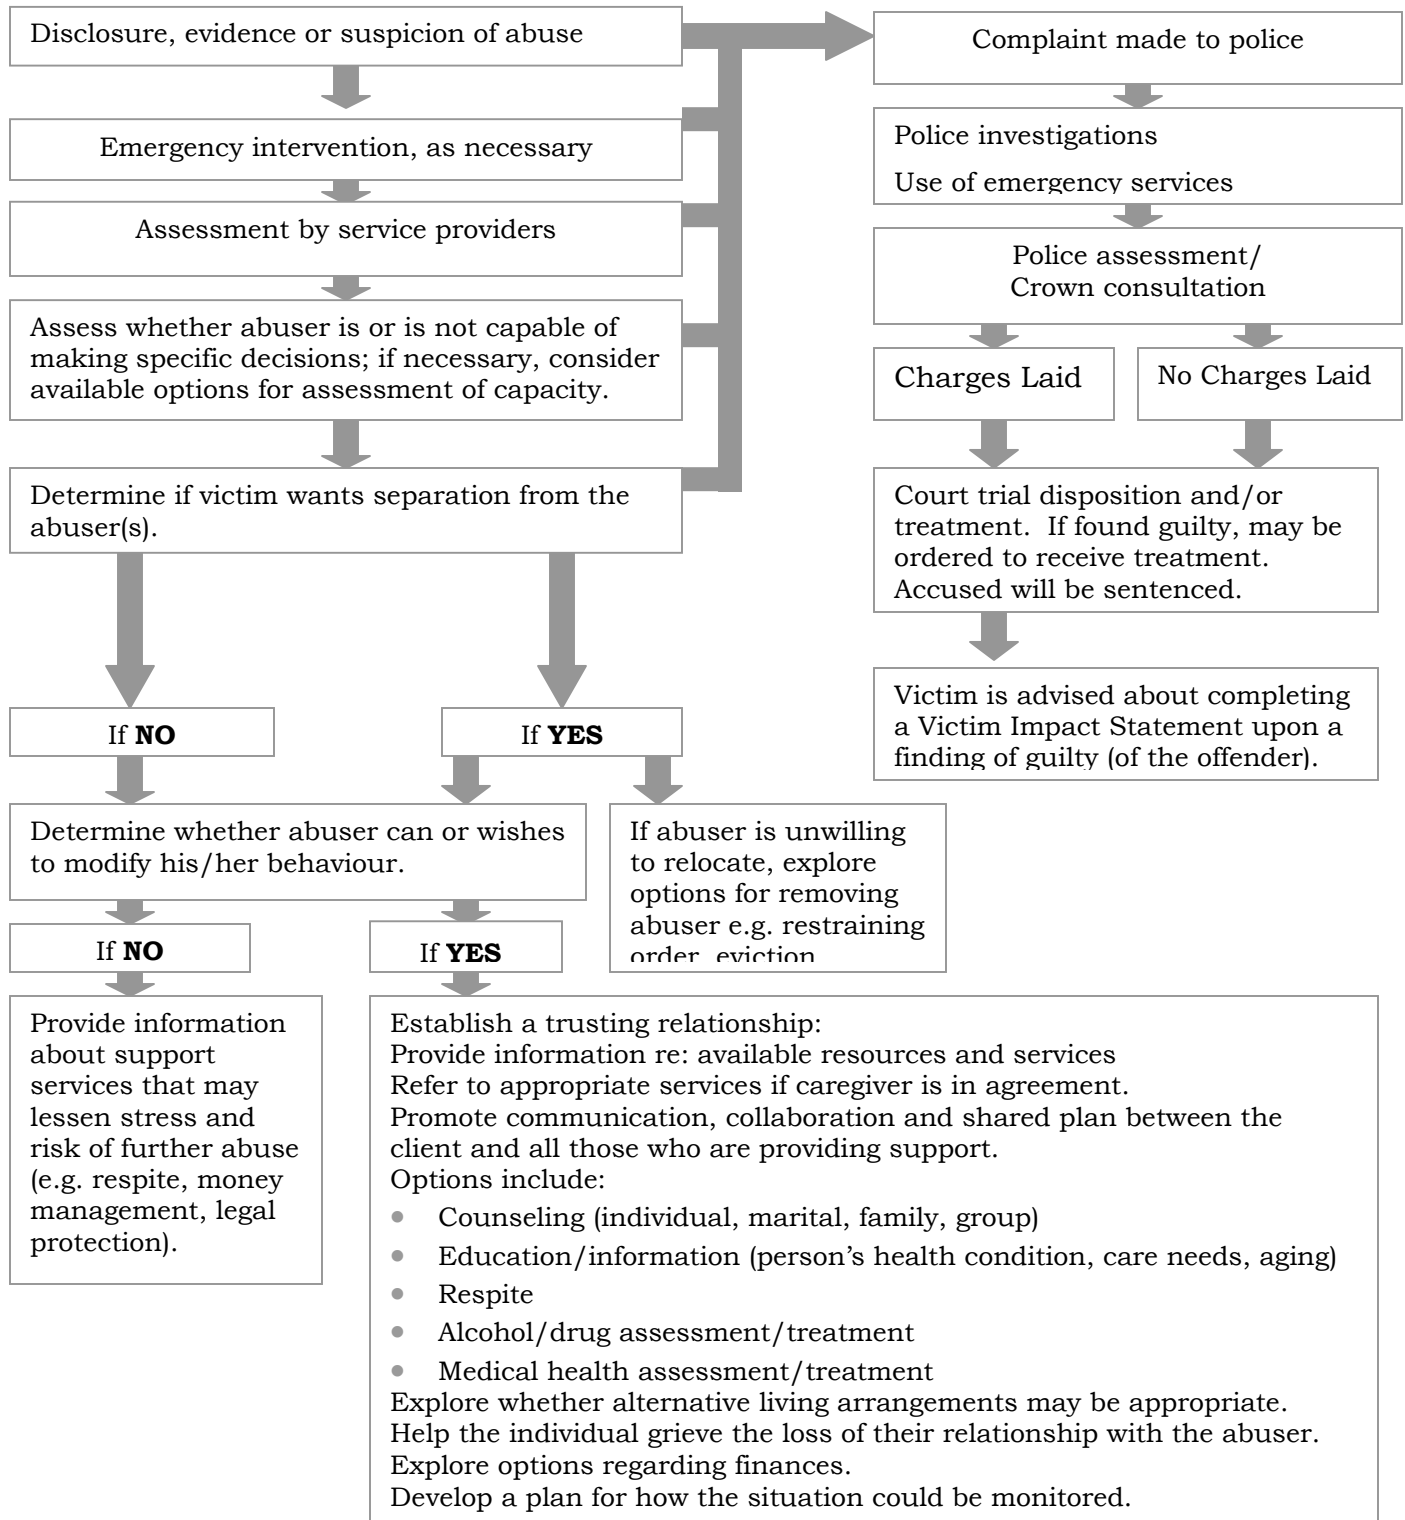 Disclosure, evidence or suspicion of abuse
Emergency intervention, as necessary
Assessment by service providers
Assess whether abuser is or is not capable of
making specific decisions; if necessary, consider
available options for assessment of capacity.
Determine if victim wants separation from the
abuser(s).
Complaint made to police
Police investigations
Use of emergency services
Police assessment/
Crown consultation
Charges Laid
No Charges Laid
Court trial disposition and/or
treatment. If found guilty, may be
ordered to receive treatment.
Accused will be sentenced.
Victim is advised about completing
a Victim Impact Statement upon a
finding of guilty (of the offender).
If NO
If YES
Determine whether abuser can or wishes
to modify his/her behaviour.
If abuser is unwilling
to relocate, explore
options for removing
abuser e.g. restraining
order, eviction
If NO
If YES
Provide information
about support
services that may
lessen stress and
risk of further abuse
(e.g. respite, money
management, legal
protection).
Establish a trusting relationship:
Provide information re: available resources and services
Refer to appropriate services if caregiver is in agreement.
Promote communication, collaboration and shared plan between the
client and all those who are providing support.
Options include:
• Counseling (individual, marital, family, group)
• Education/information (person’s health condition, care needs, aging)
• Respite
• Alcohol/drug assessment/treatment
• Medical health assessment/treatment
Explore whether alternative living arrangements may be appropriate.
Help the individual grieve the loss of their relationship with the abuser.
Explore options regarding finances.
Develop a plan for how the situation could be monitored.